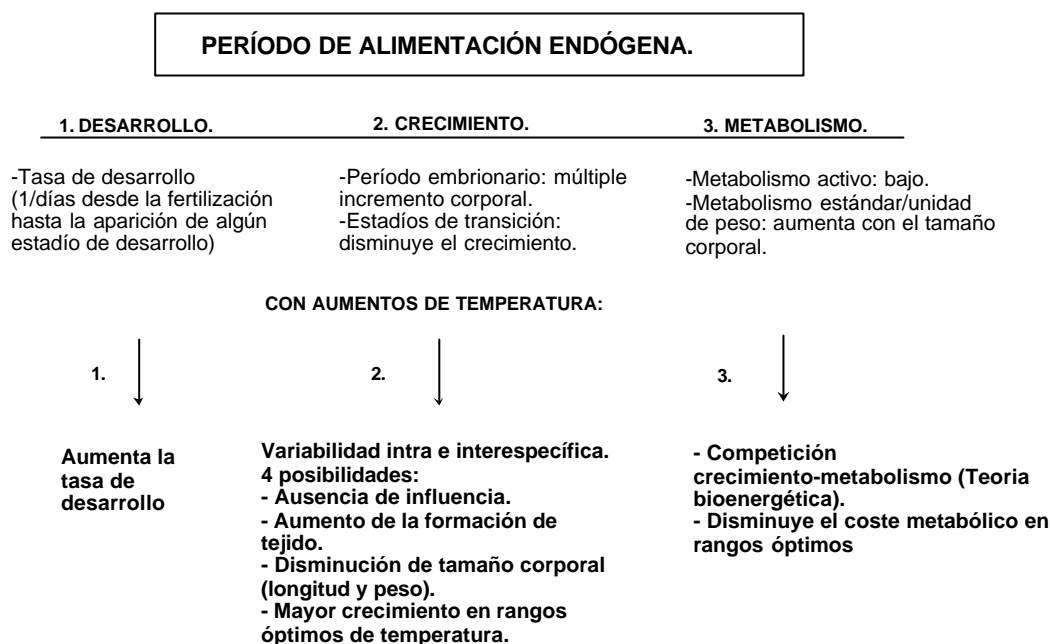 PERÍODO DE ALIMENTACIÓN ENDÓGENA.
1. DESARROLLO.
2. CRECIMIENTO.
3. METABOLISMO.
-Tasa de desarrollo
(1/días desde la fertilización
hasta la aparición de algún
estadío de desarrollo)
-Período embrionario: múltiple
incremento corporal.
-Estadíos de transición:
disminuye el crecimiento.
-Metabolismo activo: bajo.
-Metabolismo estándar/unidad
de peso: aumenta con el tamaño
corporal.
CON AUMENTOS DE TEMPERATURA:
1.
2.
3.
Aumenta la
tasa de
desarrollo
Variabilidad intra e interespecífica.
4 posibilidades:
- Ausencia de influencia.
- Aumento de la formación de
tejido.
- Disminución de tamaño corporal
(longitud y peso).
- Mayor crecimiento en rangos
óptimos de temperatura.
- Competición
crecimiento-metabolismo (Teoria
bioenergética).
- Disminuye el coste metabólico en
rangos óptimos